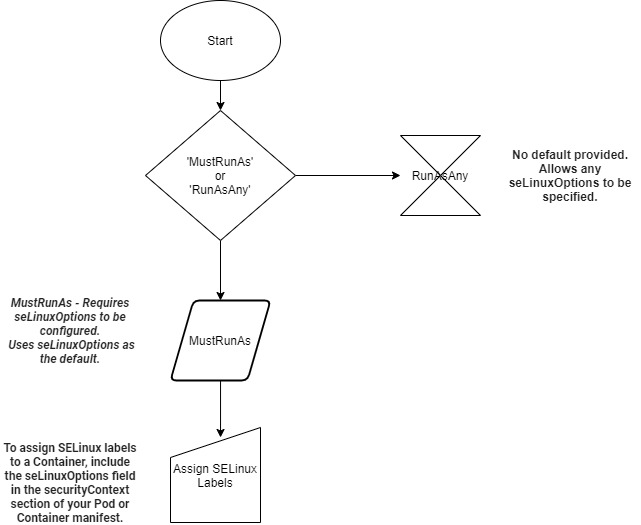 Start
'MustRunAs'
or
'RunAsAny'
RunAsAny
No default provided.
Allows any
seLinuxOptions to be
specified.
MustRunAs - Requires
seLinuxOptions to be
configured.
Uses seLinuxOptions as
the default.
MustRunAs
To assign SELinux labels
to a Container, include
the seLinuxOptions field
in the securityContext
section of your Pod or
Container manifest.
Assign SELinux
Labels